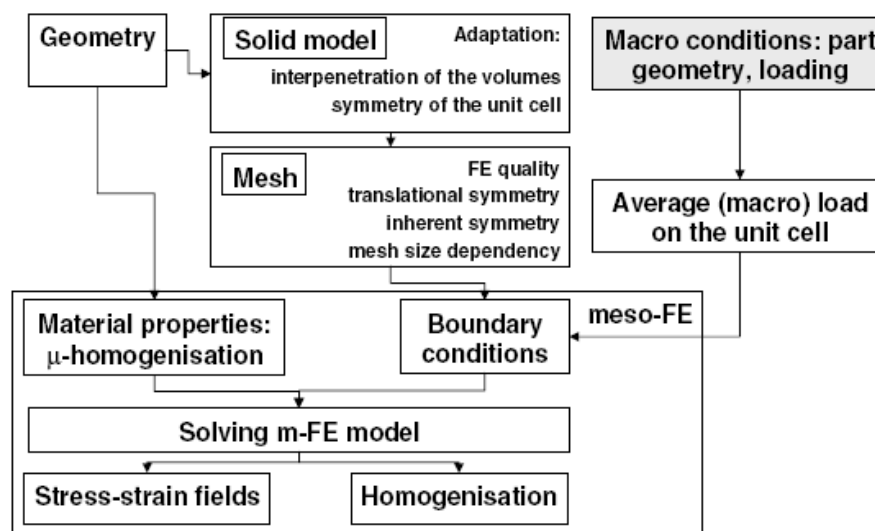 Geometry
Solid model
Adaptation:
interpenetration of the volumes
symmetry of the unit cell
Macro conditions: part
geometry, loading
Mesh
FE quality
translational symmetry
inherent symmetry
mesh size dependency
Average (macro) load
on the unit cell
meso-FE
Material properties:
μ-homogenisation
Boundary
conditions
Solving m-FE model
Stress-strain fields
Homogenisation